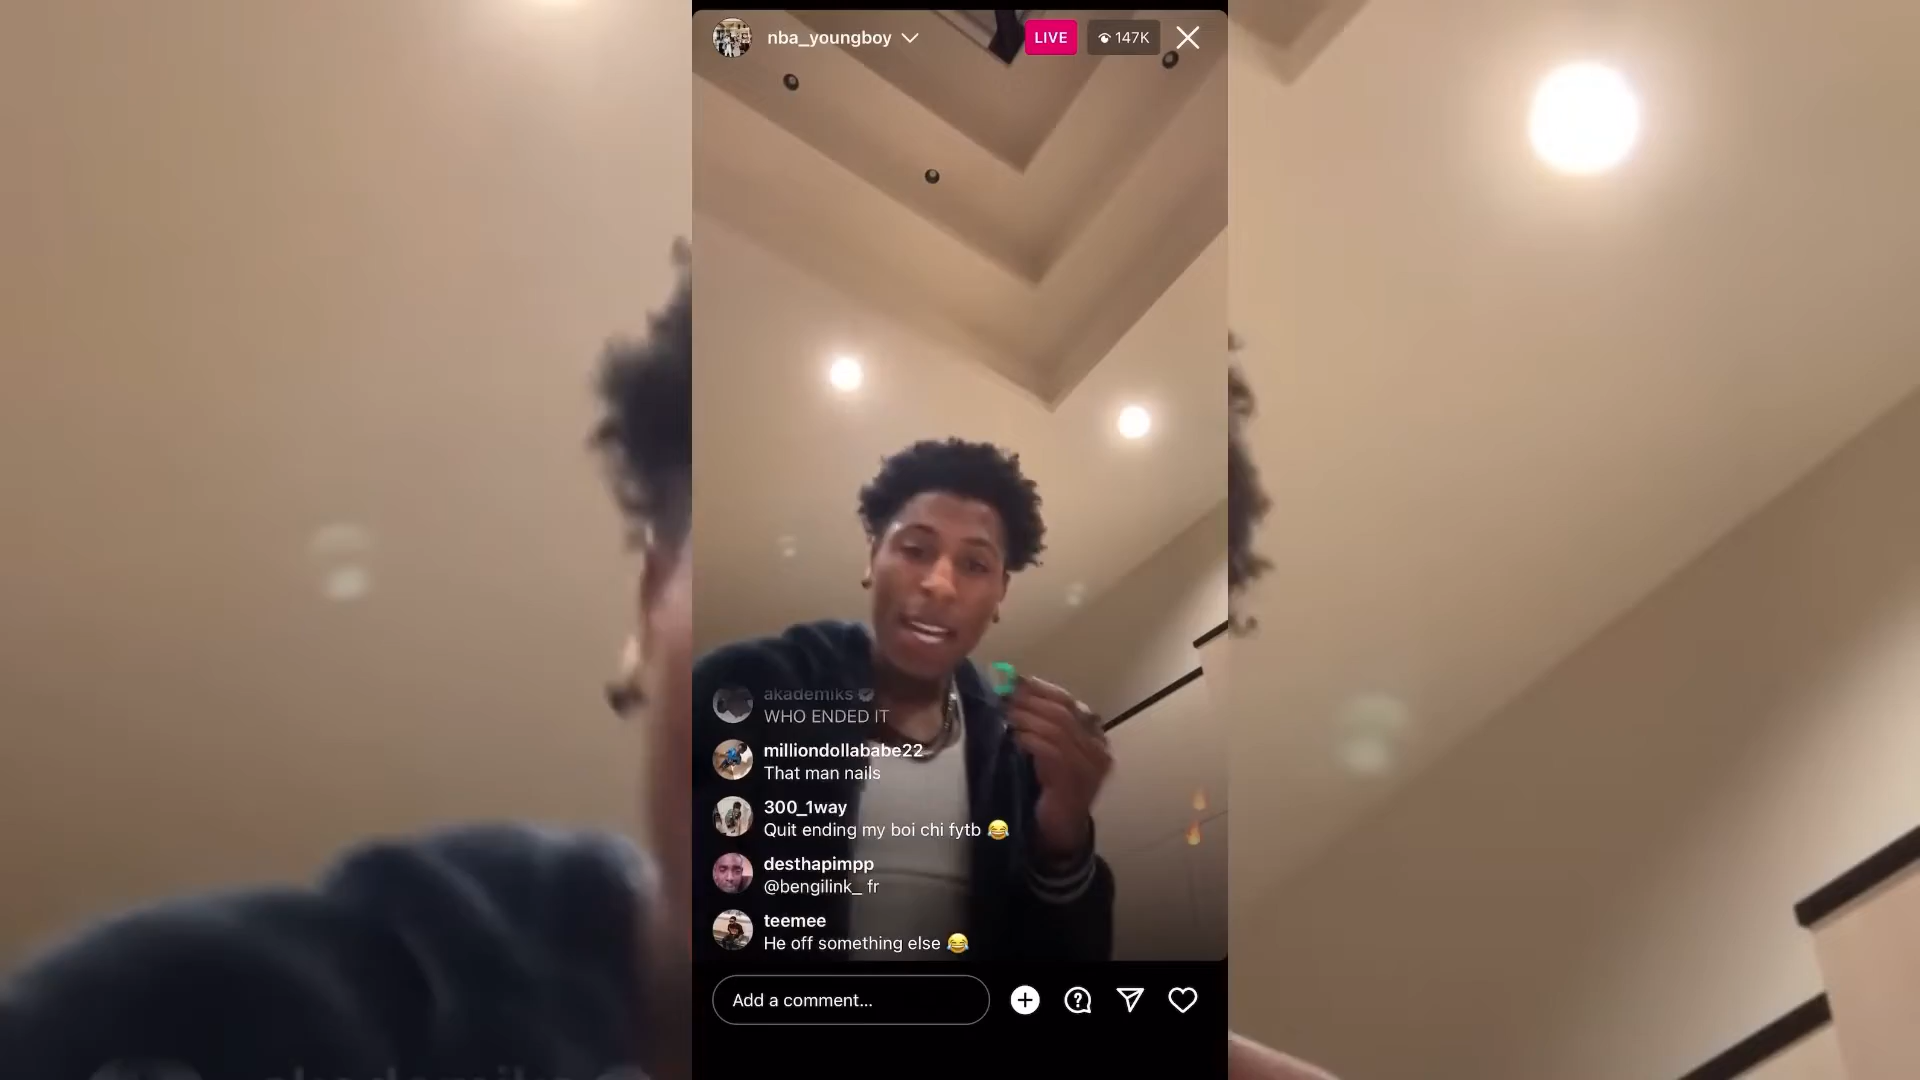 nba_youngboy
LIVE
147K
akademiks
WHO ENDED IT
milliondollababe22
That man nails
300_1way
Quit ending my boi chi fytb 😂
desthapimpp
@bengilink_ fr
teemee
He off something else 😂
Add a comment...